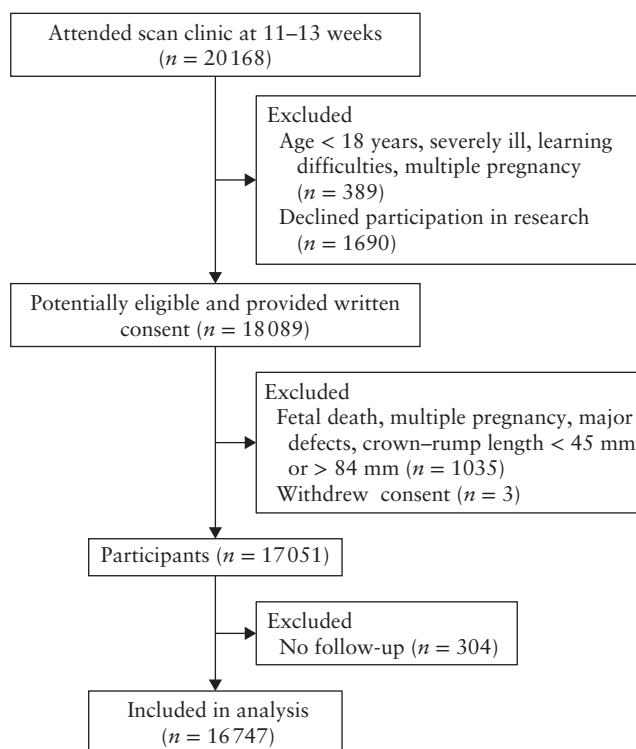 Attended scan clinic at 11–13 weeks
(n = 20 168)
Excluded
Age < 18 years, severely ill, learning
difficulties, multiple pregnancy
(n = 389)
Declined participation in research
(n = 1690)
Potentially eligible and provided written
consent (n = 18 089)
Excluded
Fetal death, multiple pregnancy, major
defects, crown–rump length < 45 mm
or > 84 mm (n = 1035)
Withdrew consent (n = 3)
Participants (n = 17 051)
Excluded
No follow-up (n = 304)
Included in analysis
(n = 16 747)